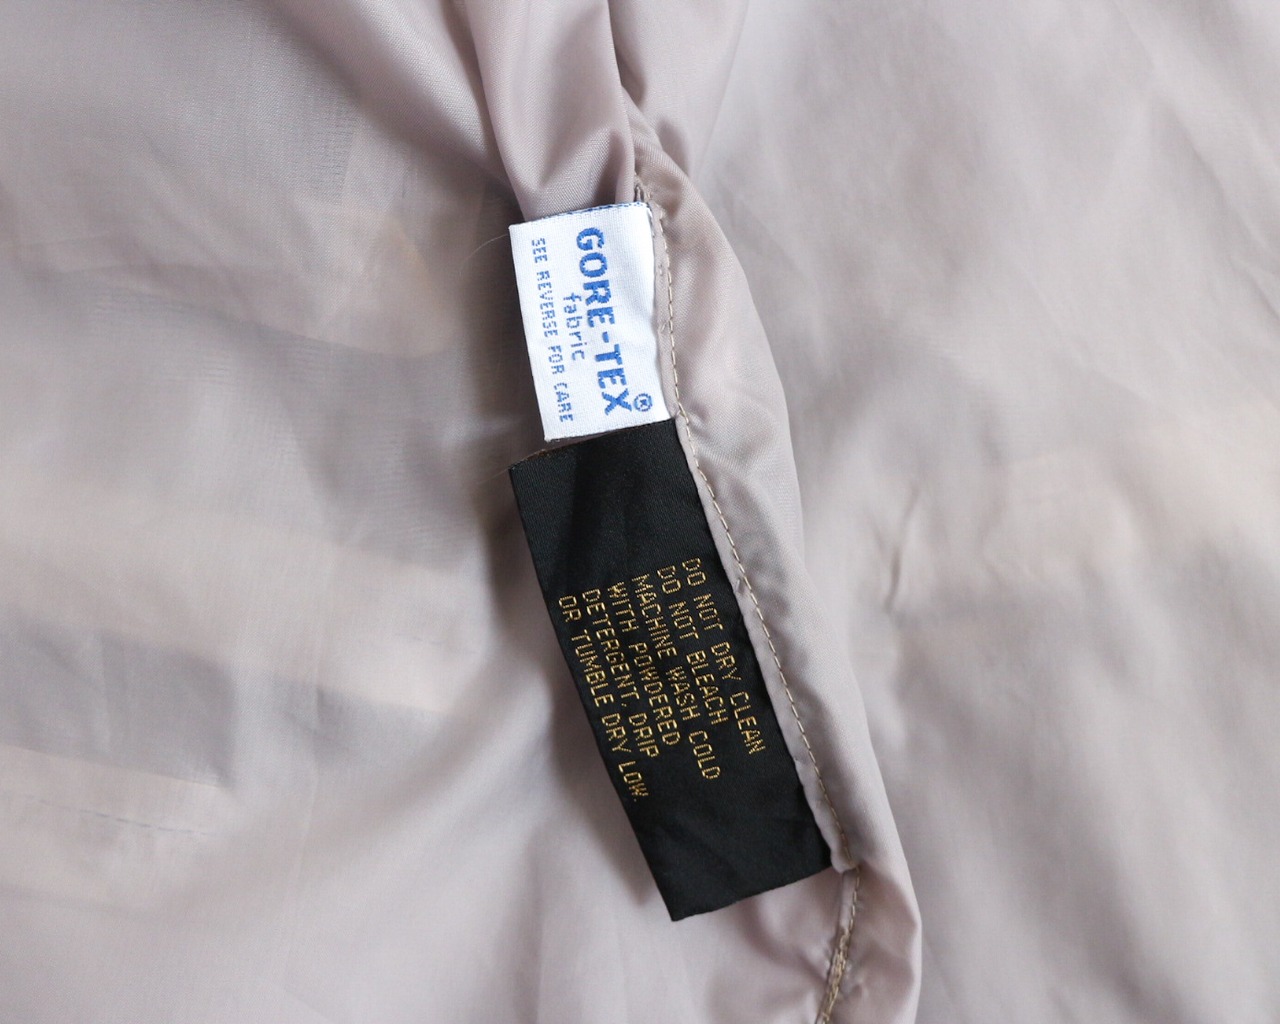 GORE-TEX®
fabric
SEE REVERSE FOR CARE
DO NOT DRY CLEAN
DO NOT BLEACH
MACHINE WASH COLD
WITH POWDERED
DETERGENT, DRIP
OR TUMBLE DRY LOW.